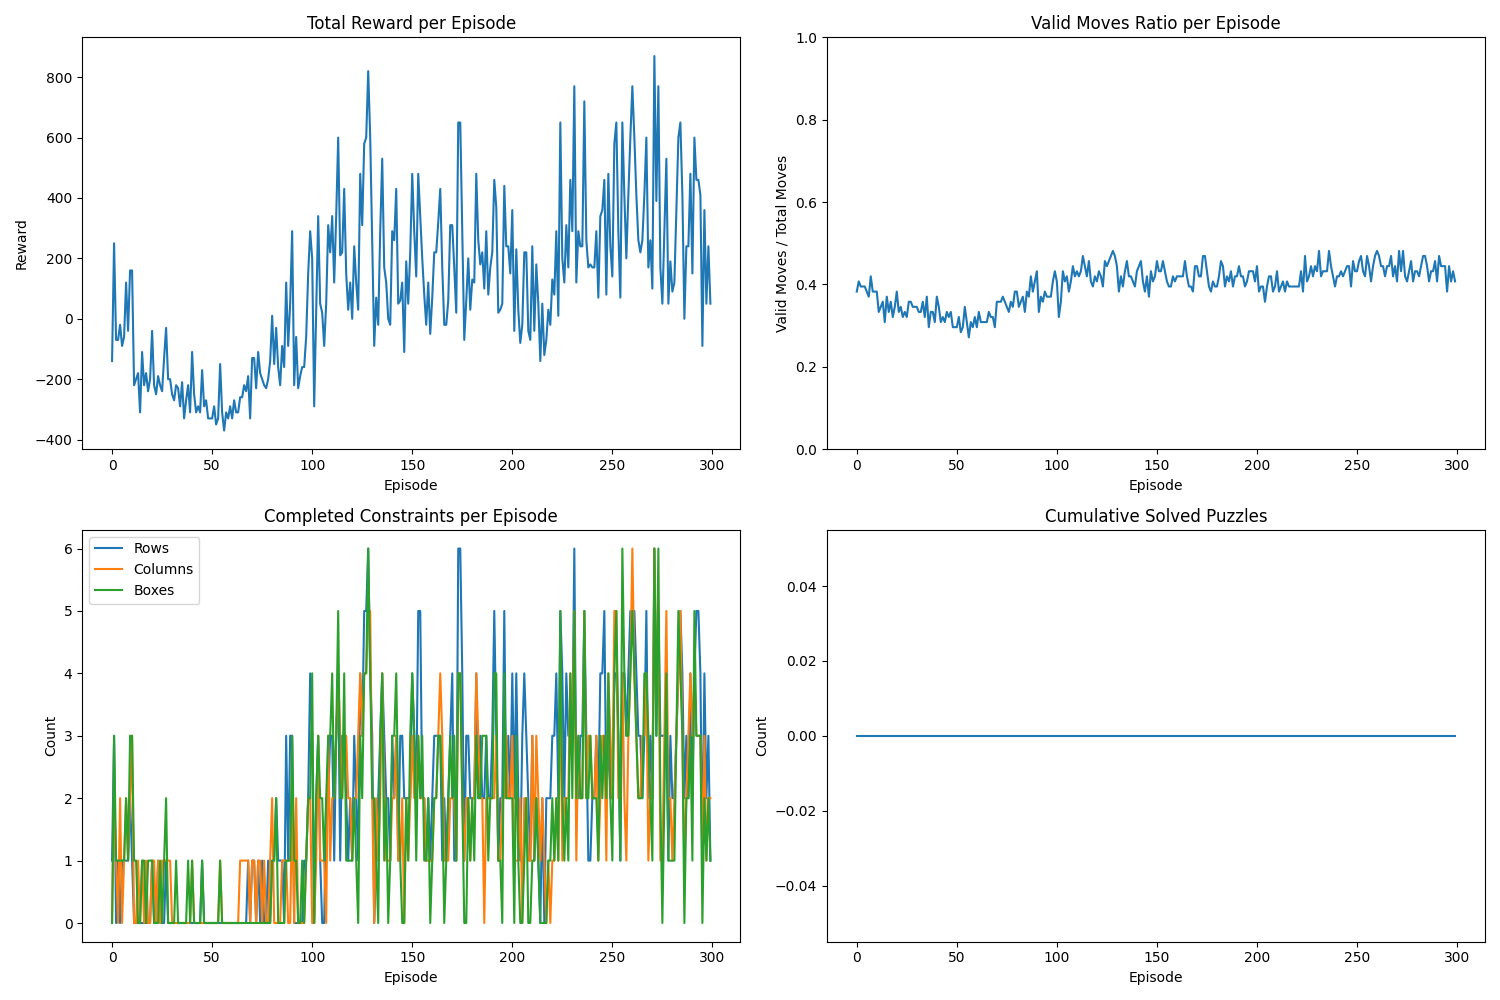 Total Reward per Episode
Reward
800
600
400
200
0
−200
−400
0 50 100 150 200 250 300
Episode
Valid Moves Ratio per Episode
Valid Moves / Total Moves
1.0
0.8
0.6
0.4
0.2
0.0
0 50 100 150 200 250 300
Episode
Completed Constraints per Episode
Count
6
5
4
3
2
1
0
Rows
Columns
Boxes
0 50 100 150 200 250 300
Episode
Cumulative Solved Puzzles
Count
0.04
0.02
0.00
−0.02
−0.04
0 50 100 150 200 250 300
Episode